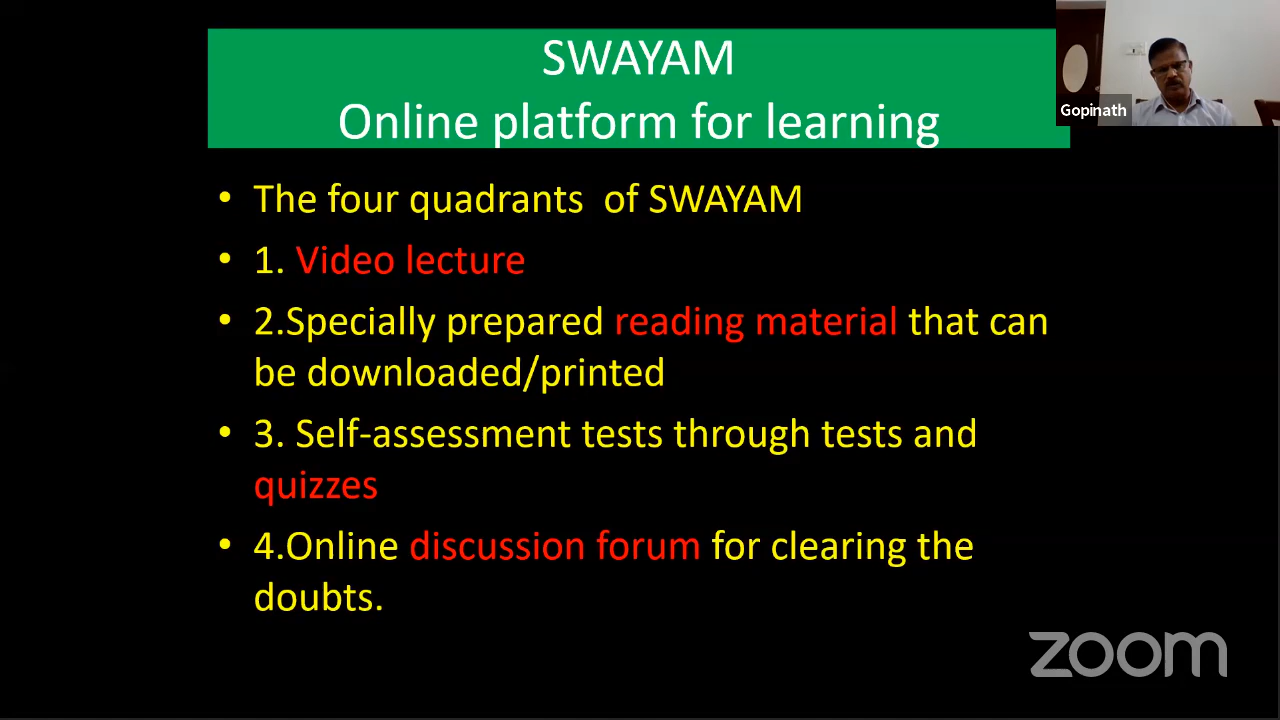 SWAYAM
Online platform for learning
Gopinath
• The four quadrants of SWAYAM
• 1. Video lecture
• 2.Specially prepared reading material that can
be downloaded/printed
• 3. Self-assessment tests through tests and
quizzes
• 4.Online discussion forum for clearing the
doubts.
zoom